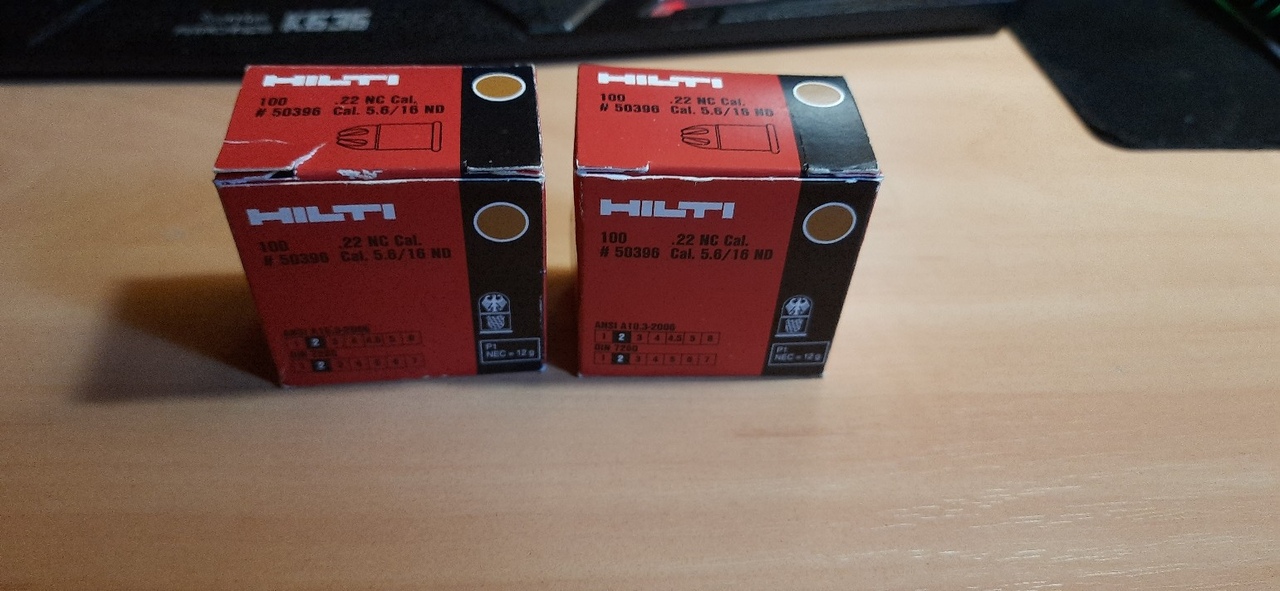 K636
HILTI
100 .22 NC Cal.
# 50396 Cal. 5.6/16 ND
HILTI
100 .22 NC Cal.
# 50396 Cal. 5.6/16 ND
ANSI A10.3-2006
1 2 3 4 4.5 5 6
DIN 7260
1 2 3 4 5 6 7
P1
NEC = 12 g
HILTI
100 .22 NC Cal.
# 50396 Cal. 5.6/16 ND
HILTI
100 .22 NC Cal.
# 50396 Cal. 5.6/16 ND
ANSI A10.3-2006
1 2 3 4 4.5 5 6
DIN 7260
1 2 3 4 5 6 7
P1
NEC = 12 g